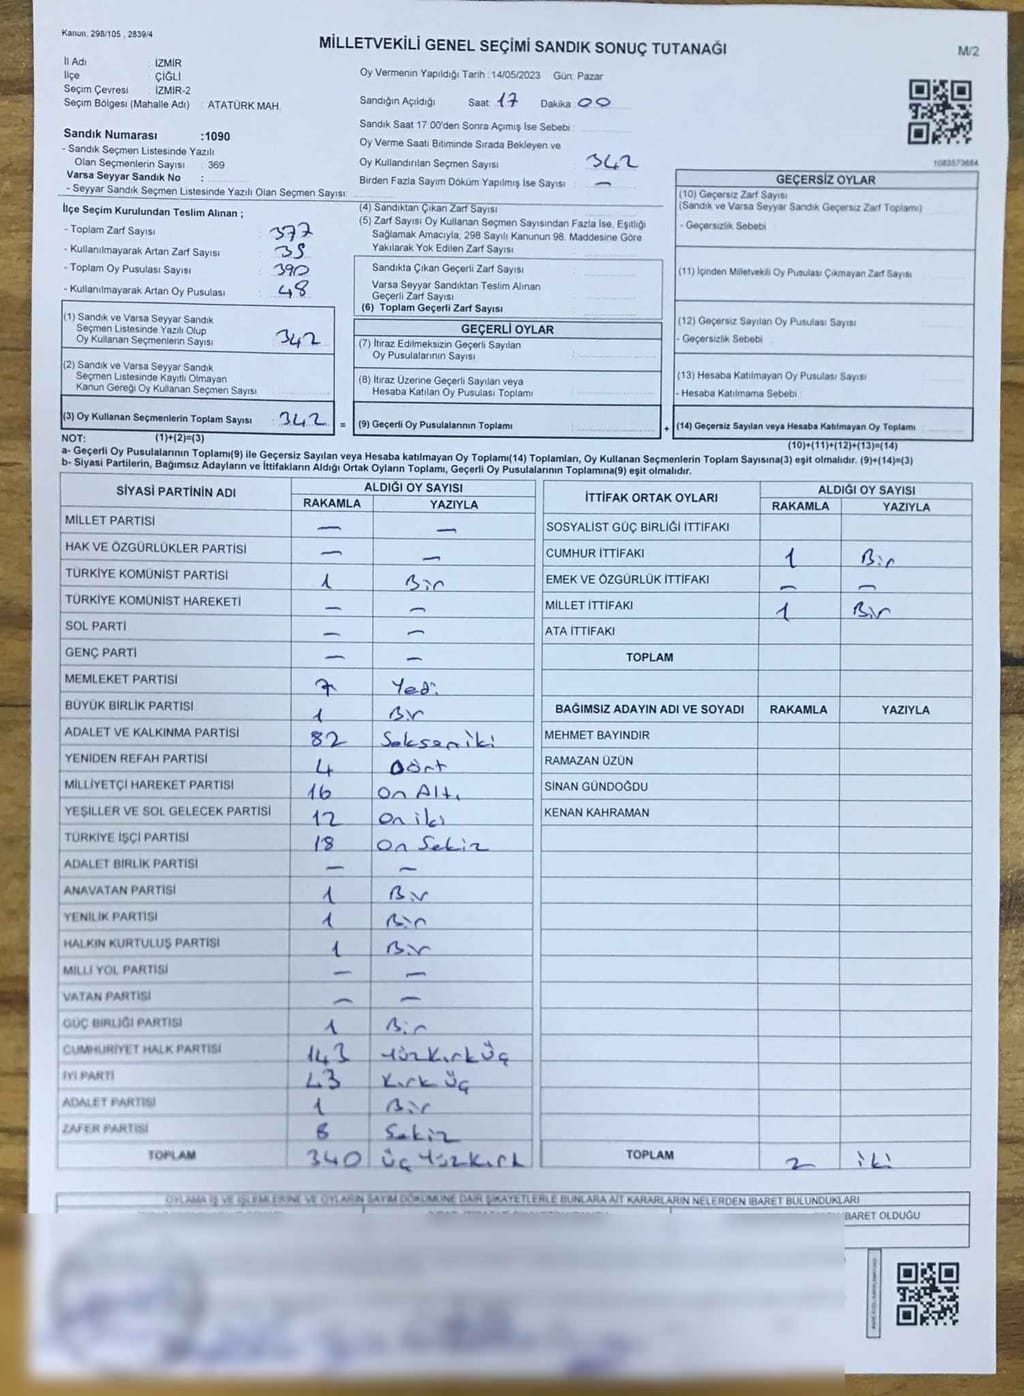 Kanun: 298/105 , 2839/4
MİLLETVEKİLİ GENEL SEÇİMİ SANDIK SONUÇ TUTANAĞI
M/2
İl Adı : İZMİR
İlçe : ÇİĞLİ
Seçim Çevresi : İZMİR-2
Seçim Bölgesi (Mahalle Adı) : ATATÜRK MAH.
Oy Vermenin Yapıldığı Tarih :14/05/2023 Gün: Pazar
Sandığın Açıldığı Saat: 17 Dakika 00
Sandık Saat 17:00'den Sonra Açımış İse Sebebi :
Sandık Numarası :1090
- Sandık Seçmen Listesinde Yazılı
Olan Seçmenlerin Sayısı : 369
Varsa Seyyar Sandık No :
- Seyyar Sandık Seçmen Listesinde Yazılı Olan Seçmen Sayısı:
Oy Verme Saati Bitiminde Sırada Bekleyen ve
Oy Kullandırılan Seçmen Sayısı 342
Birden Fazla Sayım Döküm Yapılmış İse Sayısı : —
1083573684
İlçe Seçim Kurulundan Teslim Alınan ;
- Toplam Zarf Sayısı : 377
- Kullanılmayarak Artan Zarf Sayısı : 35
- Toplam Oy Pusulası Sayısı : 390
- Kullanılmayarak Artan Oy Pusulası : 48
(1) Sandık ve Varsa Seyyar Sandık
Seçmen Listesinde Yazılı Olup
Oy Kullanan Seçmenlerin Sayısı : 342
(2) Sandık ve Varsa Seyyar Sandık
Seçmen Listesinde Kayıtlı Olmayan
Kanun Gereği Oy Kullanan Seçmen Sayısı :
(3) Oy Kullanan Seçmenlerin Toplam Sayısı : 342 =
(4) Sandıktan Çıkan Zarf Sayısı
(5) Zarf Sayısı Oy Kullanan Seçmen Sayısından Fazla İse, Eşitliği
Sağlamak Amacıyla, 298 Sayılı Kanunun 98. Maddesine Göre
Yakılarak Yok Edilen Zarf Sayısı
Sandıkta Çıkan Geçerli Zarf Sayısı
Varsa Seyyar Sandıktan Teslim Alınan
Geçerli Zarf Sayısı
(6) Toplam Geçerli Zarf Sayısı
GEÇERLİ OYLAR
(7) İtiraz Edilmeksizin Geçerli Sayılan
Oy Pusulalarının Sayısı
(8) İtiraz Üzerine Geçerli Sayılan veya
Hesaba Katılan Oy Pusulası Toplamı
(9) Geçerli Oy Pusulalarının Toplamı +
GEÇERSİZ OYLAR
(10) Geçersiz Zarf Sayısı
(Sandık ve Varsa Seyyar Sandık Geçersiz Zarf Toplamı)
- Geçersizlik Sebebi :
(11) İçinden Milletvekili Oy Pusulası Çıkmayan Zarf Sayısı
(12) Geçersiz Sayılan Oy Pusulası Sayısı
- Geçersizlik Sebebi :
(13) Hesaba Katılmayan Oy Pusulası Sayısı
- Hesaba Katılmama Sebebi :
(14) Geçersiz Sayılan veya Hesaba Katılmayan Oy Toplamı
NOT: (1)+(2)=(3) (10)+(11)+(12)+(13)=(14)
a- Geçerli Oy Pusulalarının Toplamı(9) ile Geçersiz Sayılan veya Hesaba katılmayan Oy Toplamı(14) Toplamları, Oy Kullanan Seçmenlerin Toplam Sayısına(3) eşit olmalıdır. (9)+(14)=(3)
b- Siyasi Partilerin, Bağımsız Adayların ve İttifakların Aldığı Ortak Oyların Toplamı, Geçerli Oy Pusulalarının Toplamına(9) eşit olmalıdır.
SİYASİ PARTİNİN ADI ALDIĞI OY SAYISI
RAKAMLA YAZIYLA
MİLLET PARTİSİ — —
HAK VE ÖZGÜRLÜKLER PARTİSİ — —
TÜRKİYE KOMÜNİST PARTİSİ 1 Bir
TÜRKİYE KOMÜNİST HAREKETİ — —
SOL PARTİ — —
GENÇ PARTİ — —
MEMLEKET PARTİSİ 7 Yedi
BÜYÜK BİRLİK PARTİSİ 1 Bir
ADALET VE KALKINMA PARTİSİ 82 Seksen iki
YENİDEN REFAH PARTİSİ 4 Dört
MİLLİYETÇİ HAREKET PARTİSİ 16 On Altı
YEŞİLLER VE SOL GELECEK PARTİSİ 12 On iki
TÜRKİYE İŞÇİ PARTİSİ 18 On Sekiz
ADALET BİRLİK PARTİSİ — —
ANAVATAN PARTİSİ 1 Bir
YENİLİK PARTİSİ 1 Bir
HALKIN KURTULUŞ PARTİSİ 1 Bir
MİLLİ YOL PARTİSİ — —
VATAN PARTİSİ — —
GÜÇ BİRLİĞİ PARTİSİ 1 Bir
CUMHURİYET HALK PARTİSİ 143 Yüz Kırk Üç
İYİ PARTİ 43 Kırk Üç
ADALET PARTİSİ 1 Bir
ZAFER PARTİSİ 8 Sekiz
TOPLAM 340 Üç Yüz Kırk
İTTİFAK ORTAK OYLARI ALDIĞI OY SAYISI
RAKAMLA YAZIYLA
SOSYALİST GÜÇ BİRLİĞİ İTTİFAKI
CUMHUR İTTİFAKI 1 Bir
EMEK VE ÖZGÜRLÜK İTTİFAKI — —
MİLLET İTTİFAKI 1 Bir
ATA İTTİFAKI
TOPLAM
BAĞIMSIZ ADAYIN ADI VE SOYADI RAKAMLA YAZIYLA
MEHMET BAYINDIR
RAMAZAN ÜZÜN
SİNAN GÜNDOĞDU
KENAN KAHRAMAN
TOPLAM 2 iki
OYLAMA İŞ VE İŞLEMLERİNE VE OYLARIN SAYIM DÖKÜMÜNE DAİR ŞİKAYETLERLE BUNLARA AİT KARARLARIN NELERDEN İBARET BULUNDUKLARI
İBARET OLDUĞU